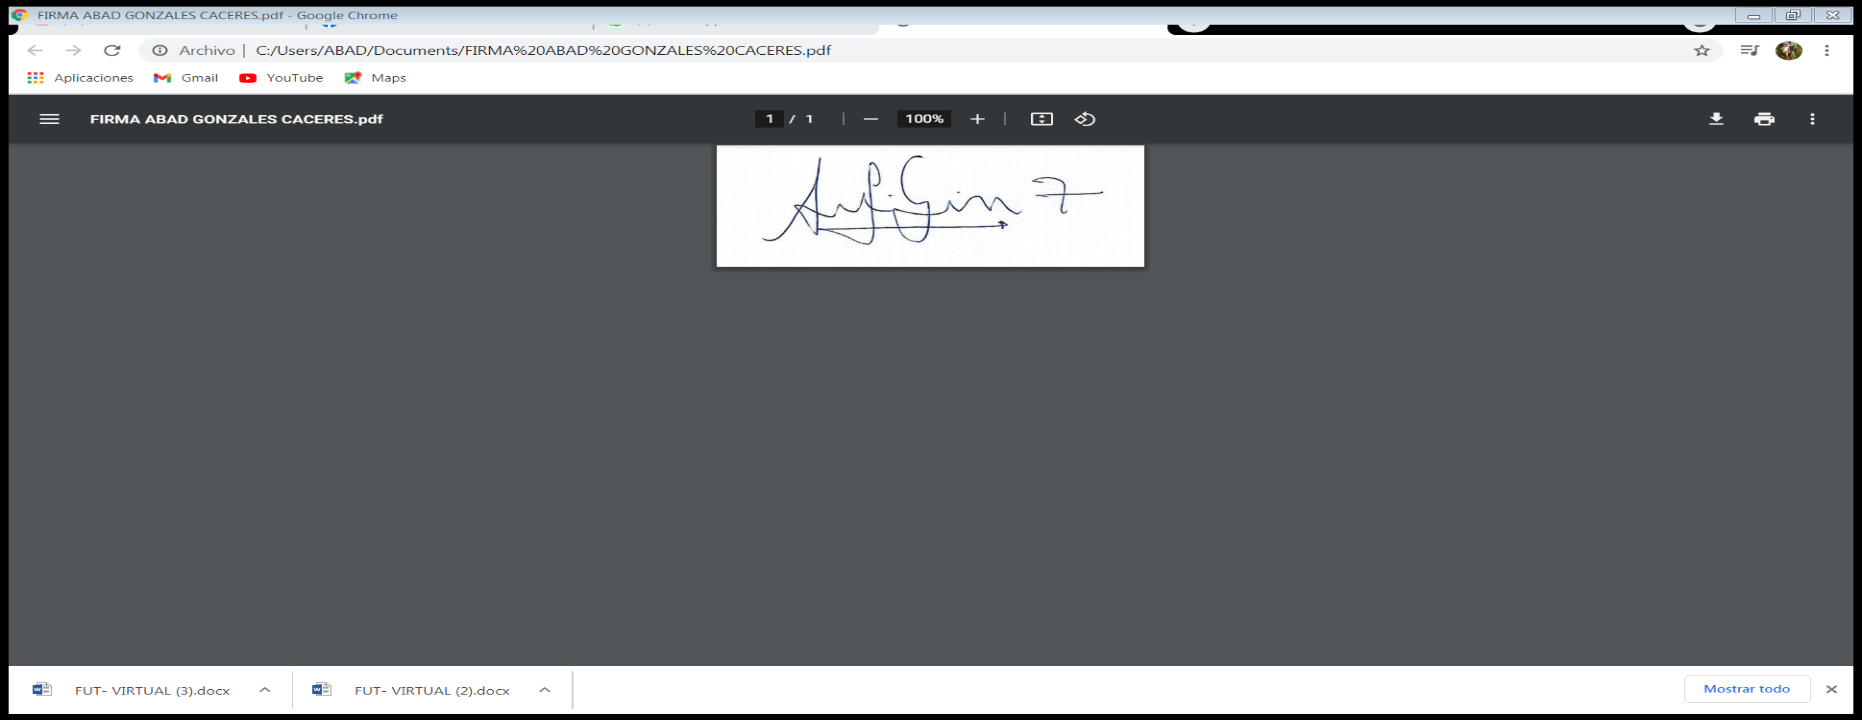 FIRMA ABAD GONZALES CACERES.pdf - Google Chrome
Archivo | C:/Users/ABAD/Documents/FIRMA%20ABAD%20GONZALES%20CACERES.pdf
Aplicaciones Gmail YouTube Maps
FIRMA ABAD GONZALES CACERES.pdf 1 / 1 | — 100% + |
FUT- VIRTUAL (3).docx FUT- VIRTUAL (2).docx Mostrar todo